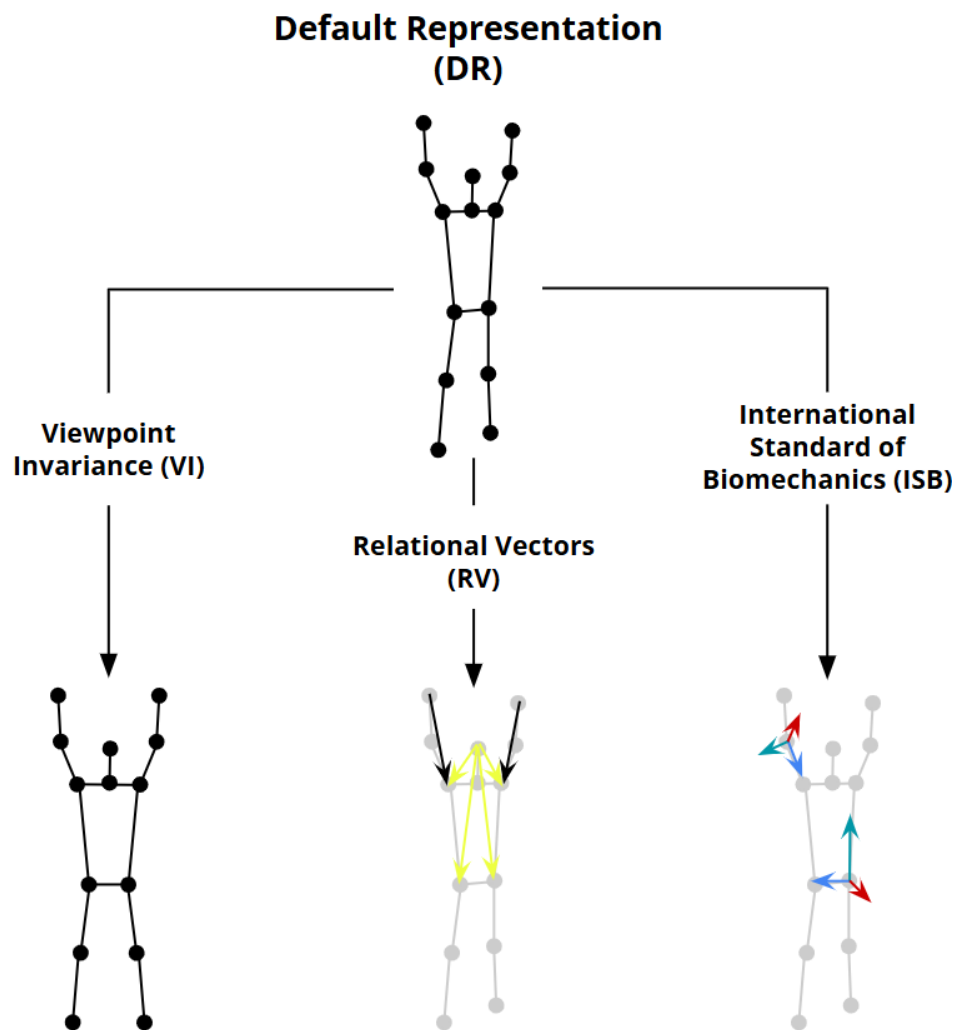 Default Representation
(DR)
Viewpoint
Invariance (VI)
Relational Vectors
(RV)
International
Standard of
Biomechanics (ISB)